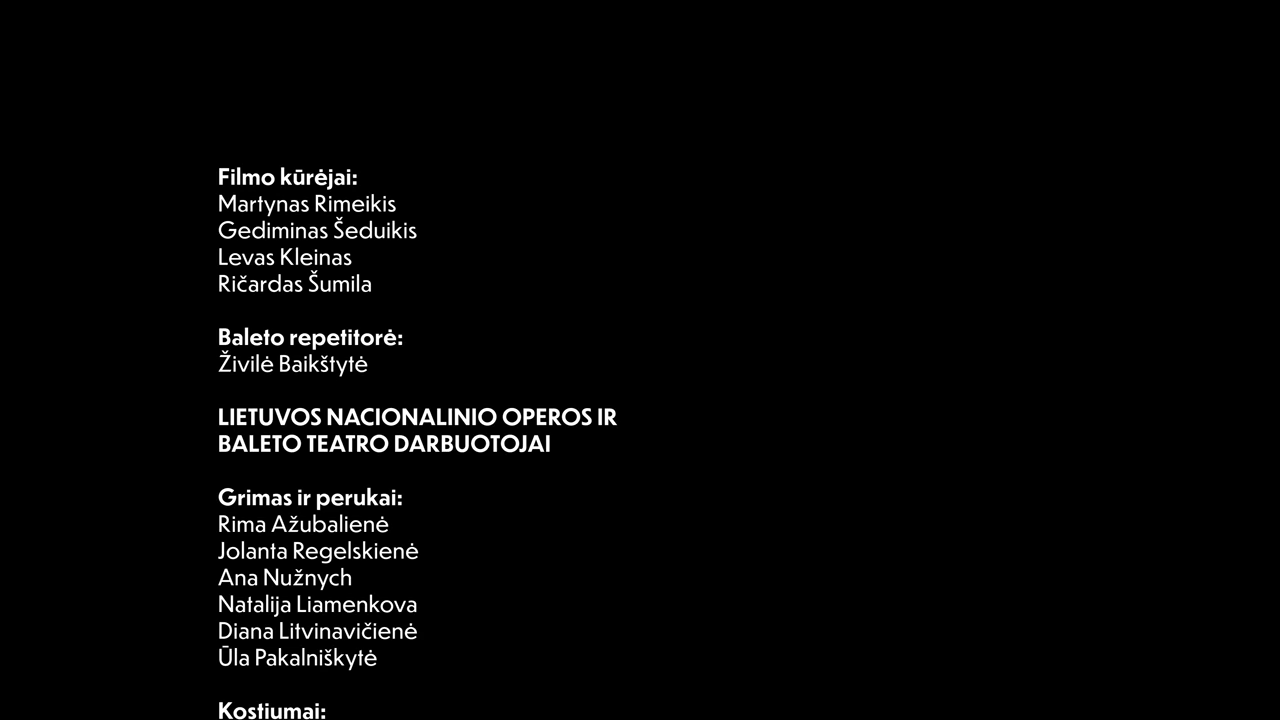 Filmo kūrėjai:
Martynas Rimeikis
Gediminas Šeduikis
Levas Kleinas
Ričardas Šumila
Baleto repetitorė:
Živilė Baikštytė
LIETUVOS NACIONALINIO OPEROS IR
BALETO TEATRO DARBUOTOJAI
Grimas ir perukai:
Rima Ažubalienė
Jolanta Regelskienė
Ana Nužnych
Natalija Liamenkova
Diana Litvinavičienė
Ūla Pakalniškytė
Kostiumai: